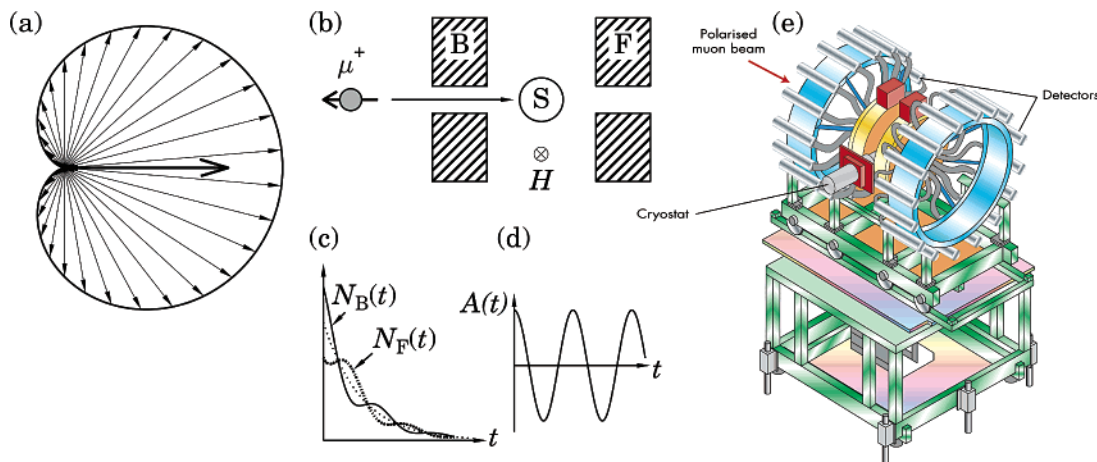 (a)
(b)
μ+
B
F
S
⊗
H
(c)
N_B(t)
N_F(t)
t
(d)
A(t)
t
(e)
Polarised
muon beam
Detectors
Cryostat